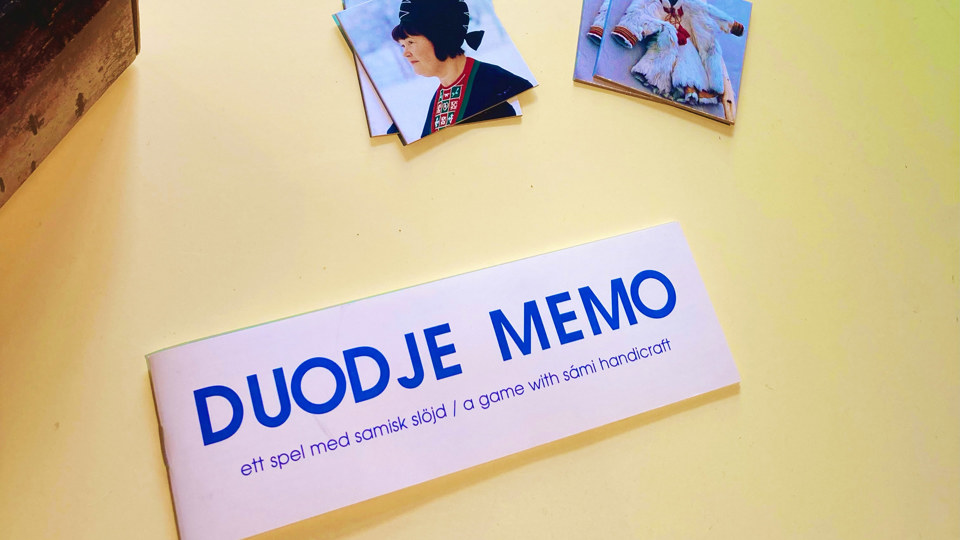 DUODJE MEMO
ett spel med samisk slöjd / a game with sámi handicraft